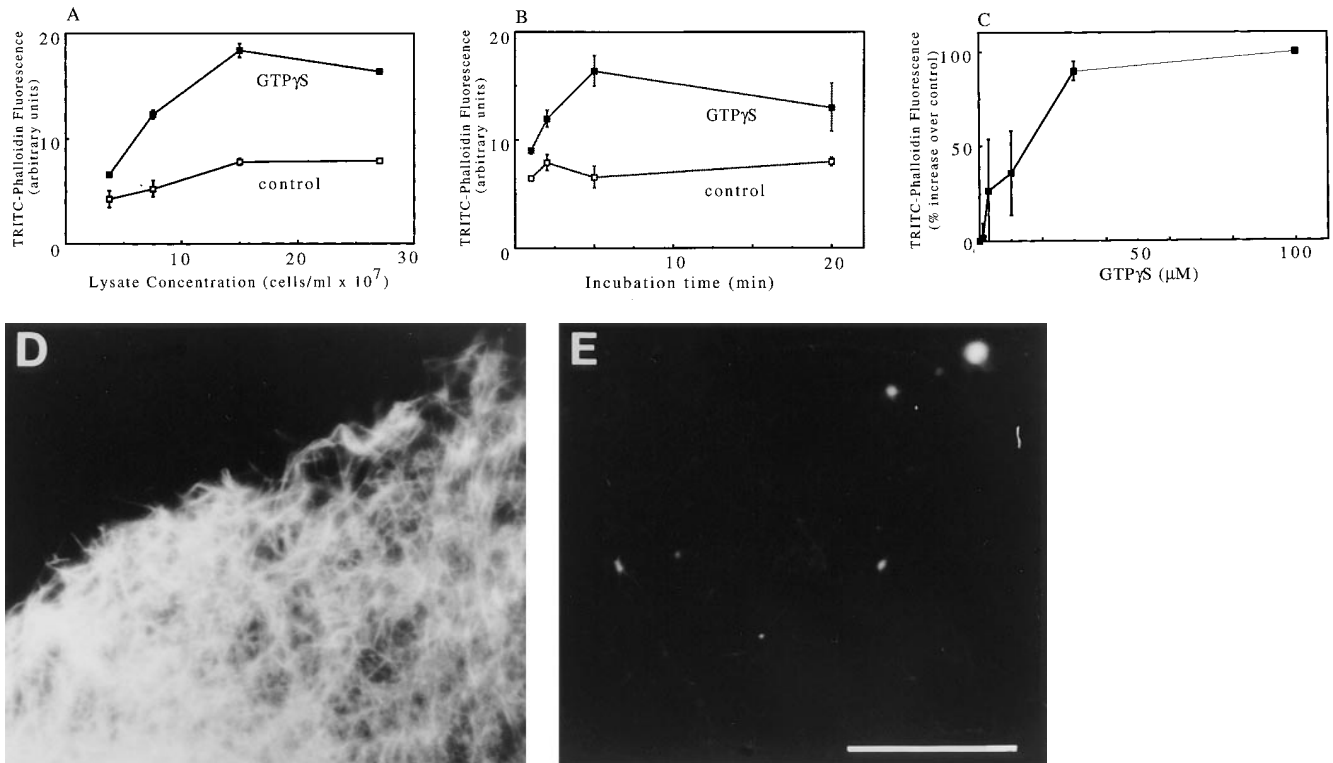 A
TRITC-Phalloidin Fluorescence
(arbitrary units)
20
10
0
GTPγS
control
10
20
30
Lysate Concentration (cells/ml x 10⁷)
B
TRITC-Phalloidin Fluorescence
(arbitrary units)
20
10
0
GTPγS
control
10
20
Incubation time (min)
C
TRITC-Phalloidin Fluorescence
(% increase over control)
100
50
0
50
100
GTPγS (μM)
D
E